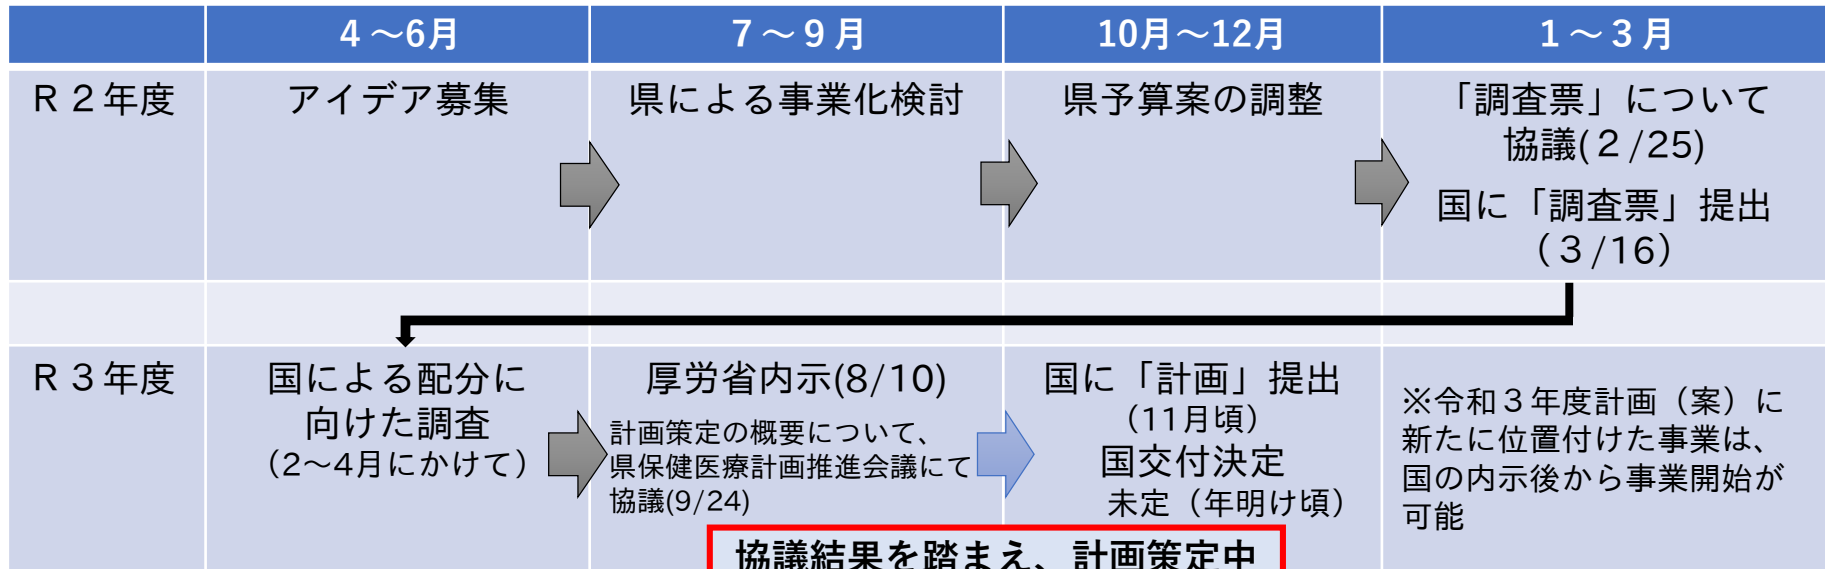 4～6月
7～9月
10月～12月
1～3月
R2年度
アイデア募集
県による事業化検討
県予算案の調整
「調査票」について
協議(2/25)
国に「調査票」提出
（3/16）
R3年度
国による配分に
向けた調査
（2～4月にかけて）
厚労省内示(8/10)
計画策定の概要について、
県保健医療計画推進会議にて
協議(9/24)
国に「計画」提出
（11月頃）
国交付決定
未定（年明け頃）
※令和３年度計画（案）に
新たに位置付けた事業は、
国の内示後から事業開始が
可能
協議結果を踏まえ、計画策定中